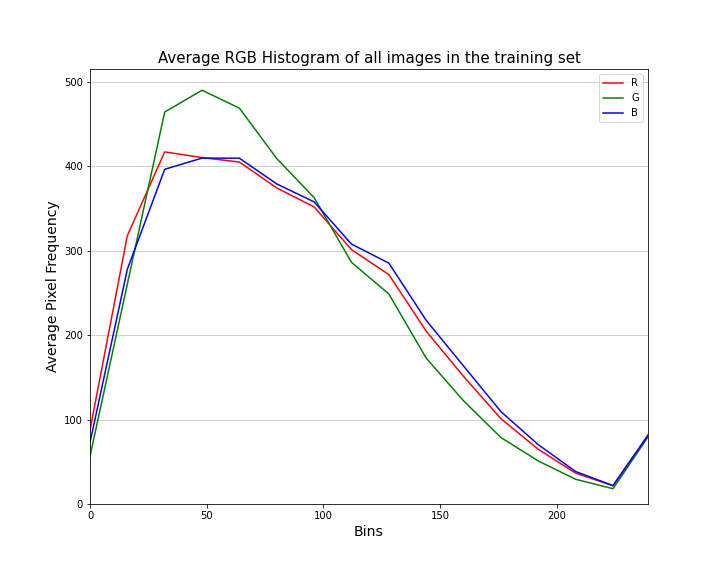 Average RGB Histogram of all images in the training set
R
G
B
500
400
300
200
100
0
Average Pixel Frequency
0 50 100 150 200
Bins